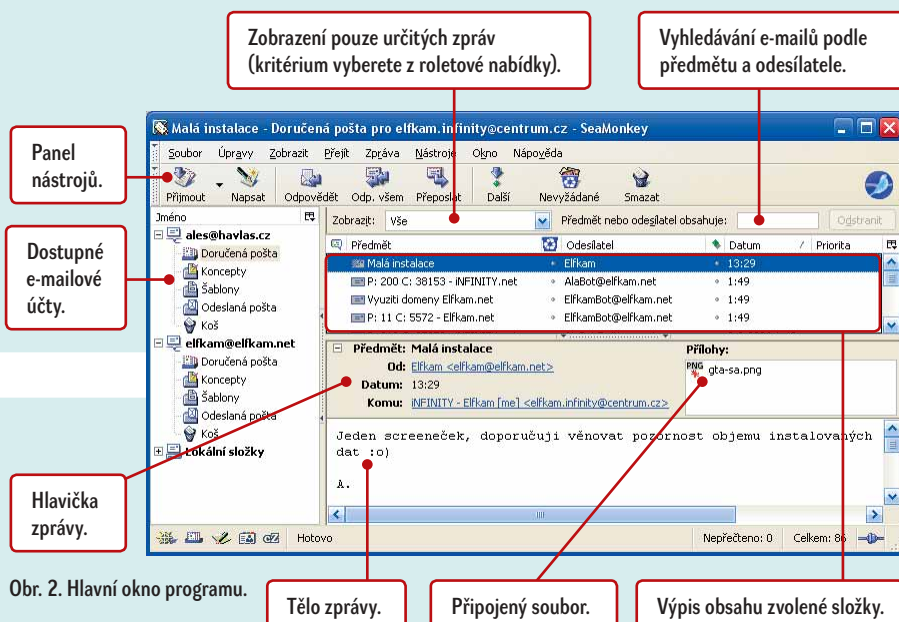 Zobrazení pouze určitých zpráv
(kritérium vyberete z roletové nabídky).
Vyhledávání e-mailů podle
předmětu a odesílatele.
Panel
nástrojů.
Dostupné
e-mailové
účty.
Hlavička
zprávy.
Malá instalace - Doručená pošta pro elfkam.infinity@centrum.cz - SeaMonkey
Soubor Úpravy Zobrazit Přejít Zpráva Nástroje Okno Nápověda
Přijmout Napsat Odpovědět Odp. všem Přeposlat Další Nevyžádané Smazat
Jméno
ales@havlas.cz
Doručená pošta
Koncepty
Šablony
Odeslaná pošta
Koš
elfkam@elfkam.net
Doručená pošta
Koncepty
Šablony
Odeslaná pošta
Koš
Lokální složky
Zobrazit: Vše Předmět nebo odesílatel obsahuje: Odstranit
Předmět Odesílatel Datum / Priorita
Malá instalace Elfkam 13:29
P: 200 C: 38153 - iNFINITY.net AlaBot@elfkam.net 1:49
Vyuziti domeny Elfkam.net ElfkamBot@elfkam.net 1:49
P: 11 C: 5572 - Elfkam.net ElfkamBot@elfkam.net 1:49
Předmět: Malá instalace
Od: Elfkam <elfkam@elfkam.net>
Datum: 13:29
Komu: iNFINITY - Elfkam [me] <elfkam.infinity@centrum.cz>
Přílohy:
PNG gta-sa.png
Jeden screeneček, doporučuji věnovat pozornost objemu instalovaných
dat :o)
A.
Hotovo Nepřečteno: 0 Celkem: 86
Obr. 2. Hlavní okno programu.
Tělo zprávy.
Připojený soubor.
Výpis obsahu zvolené složky.